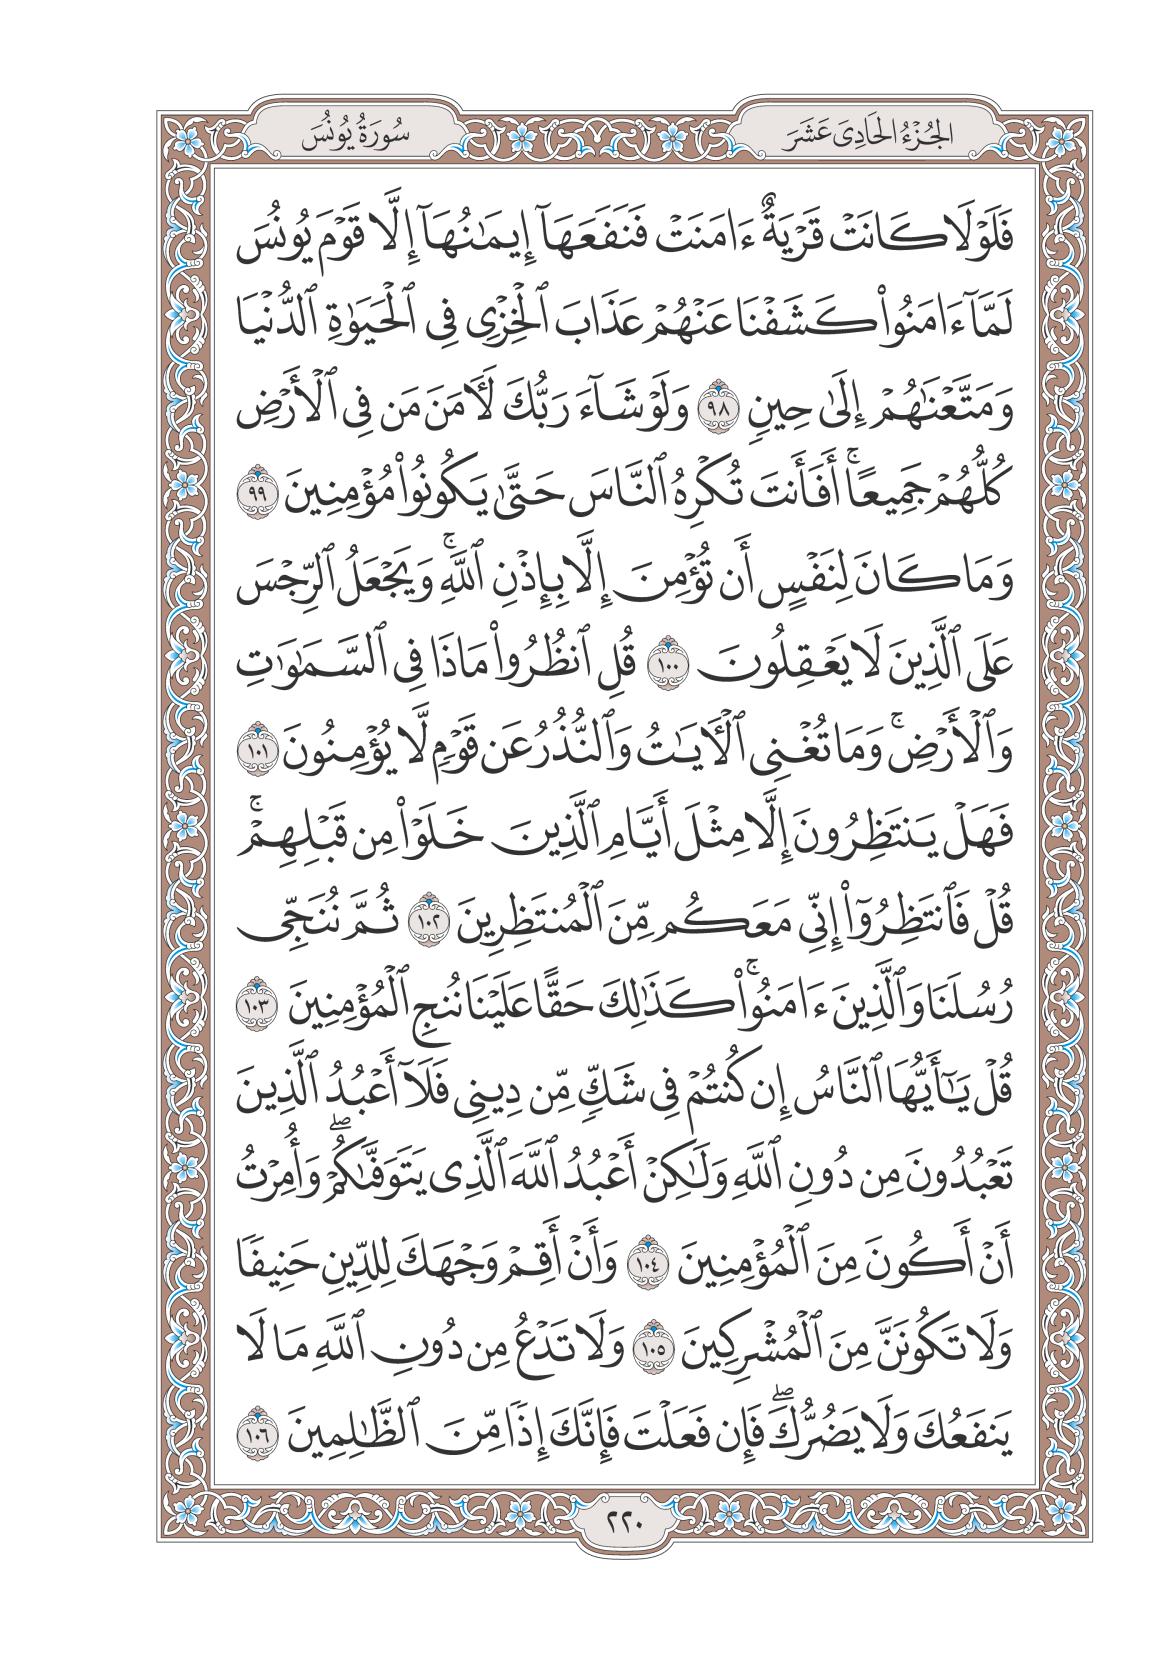 الجُزْءُ الحَادِىَ عَشَرَ
سُورَةُ يُونُسَ
فَلَوْلَا كَانَتْ قَرْيَةٌ ءَامَنَتْ فَنَفَعَهَآ إِيمَٰنُهَآ إِلَّا قَوْمَ يُونُسَ
لَمَّآ ءَامَنُوا۟ كَشَفْنَا عَنْهُمْ عَذَابَ ٱلْخِزْىِ فِى ٱلْحَيَوٰةِ ٱلدُّنْيَا
وَمَتَّعْنَٰهُمْ إِلَىٰ حِينٍ ٩٨ وَلَوْ شَآءَ رَبُّكَ لَءَامَنَ مَن فِى ٱلْأَرْضِ
كُلُّهُمْ جَمِيعًا ۚ أَفَأَنتَ تُكْرِهُ ٱلنَّاسَ حَتَّىٰ يَكُونُوا۟ مُؤْمِنِينَ ٩٩
وَمَا كَانَ لِنَفْسٍ أَن تُؤْمِنَ إِلَّا بِإِذْنِ ٱللَّهِ ۚ وَيَجْعَلُ ٱلرِّجْسَ
عَلَى ٱلَّذِينَ لَا يَعْقِلُونَ ١٠٠ قُلِ ٱنظُرُوا۟ مَاذَا فِى ٱلسَّمَٰوَٰتِ
وَٱلْأَرْضِ ۚ وَمَا تُغْنِى ٱلْءَايَٰتُ وَٱلنُّذُرُ عَن قَوْمٍ لَّا يُؤْمِنُونَ ١٠١
فَهَلْ يَنتَظِرُونَ إِلَّا مِثْلَ أَيَّامِ ٱلَّذِينَ خَلَوْا۟ مِن قَبْلِهِمْ ۚ
قُلْ فَٱنتَظِرُوٓا۟ إِنِّى مَعَكُم مِّنَ ٱلْمُنتَظِرِينَ ١٠٢ ثُمَّ نُنَجِّى
رُسُلَنَا وَٱلَّذِينَ ءَامَنُوا۟ ۚ كَذَٰلِكَ حَقًّا عَلَيْنَا نُنجِ ٱلْمُؤْمِنِينَ ١٠٣
قُلْ يَٰٓأَيُّهَا ٱلنَّاسُ إِن كُنتُمْ فِى شَكٍّ مِّن دِينِى فَلَآ أَعْبُدُ ٱلَّذِينَ
تَعْبُدُونَ مِن دُونِ ٱللَّهِ وَلَٰكِنْ أَعْبُدُ ٱللَّهَ ٱلَّذِى يَتَوَفَّىٰكُمْ ۖ وَأُمِرْتُ
أَنْ أَكُونَ مِنَ ٱلْمُؤْمِنِينَ ١٠٤ وَأَنْ أَقِمْ وَجْهَكَ لِلدِّينِ حَنِيفًا
وَلَا تَكُونَنَّ مِنَ ٱلْمُشْرِكِينَ ١٠٥ وَلَا تَدْعُ مِن دُونِ ٱللَّهِ مَا لَا
يَنفَعُكَ وَلَا يَضُرُّكَ ۖ فَإِن فَعَلْتَ فَإِنَّكَ إِذًا مِّنَ ٱلظَّٰلِمِينَ ١٠٦
٢٢٠